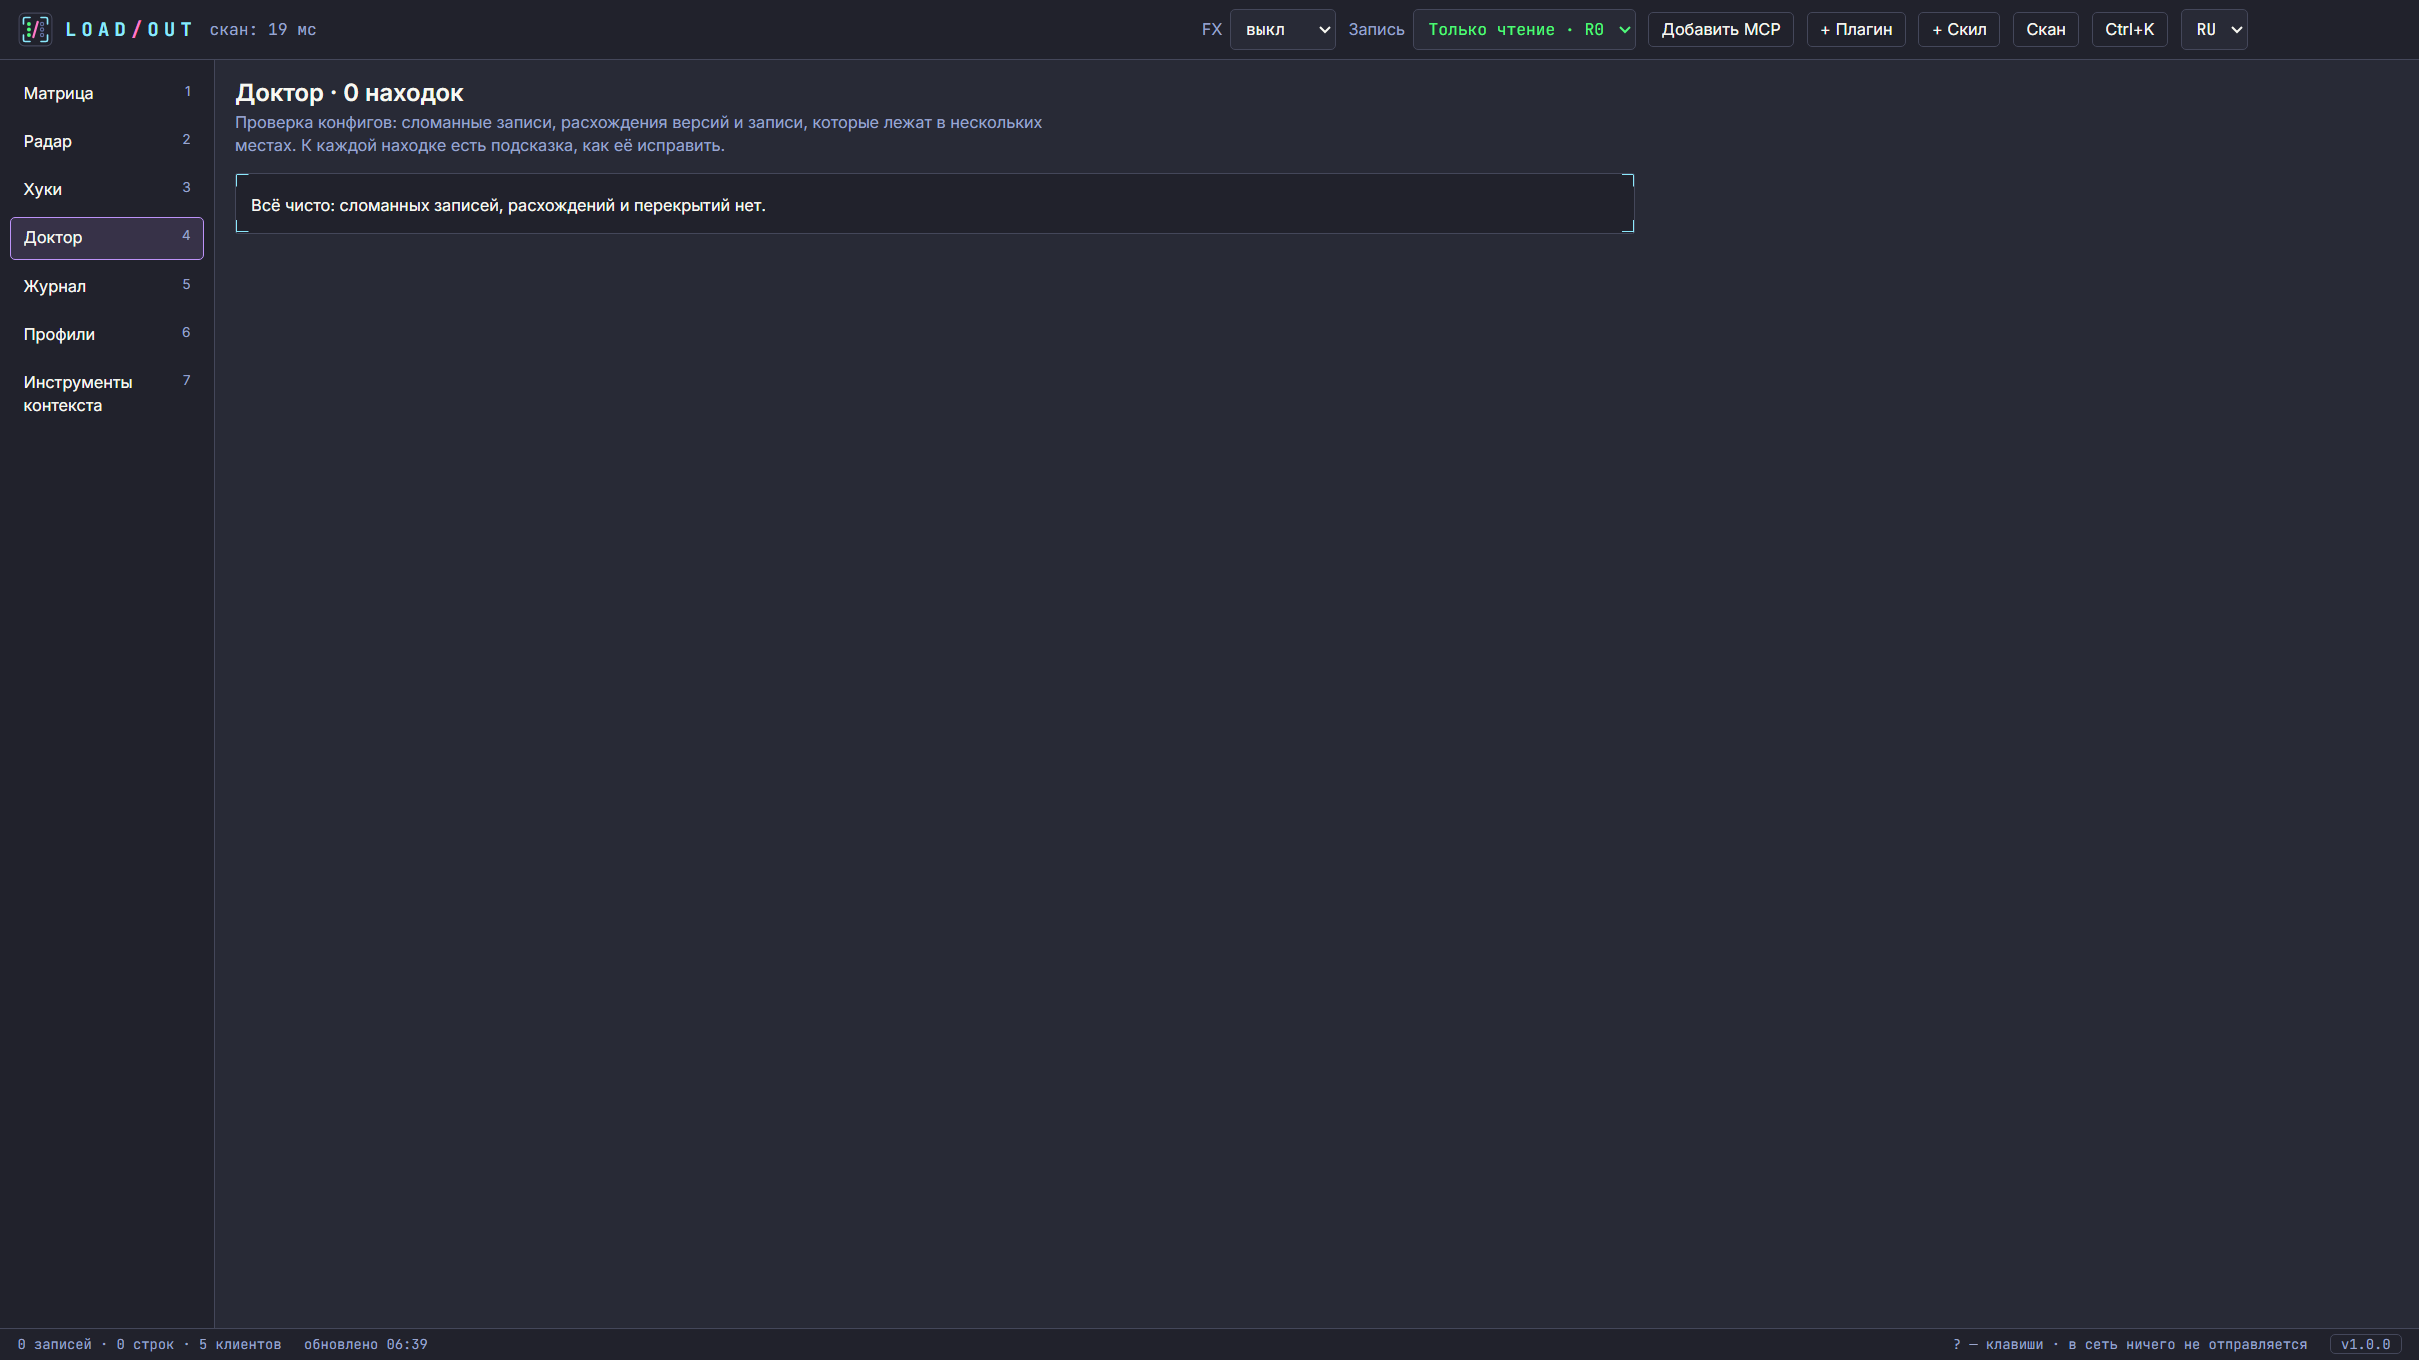 LOAD/OUT скан: 19 мс FX выкл Запись Только чтение · R0 Добавить MCP + Плагин + Скил Скан Ctrl+K RU
Матрица 1
Радар 2
Хуки 3
Доктор 4
Журнал 5
Профили 6
Инструменты 7
контекста
Доктор · 0 находок
Проверка конфигов: сломанные записи, расхождения версий и записи, которые лежат в нескольких
местах. К каждой находке есть подсказка, как её исправить.
Всё чисто: сломанных записей, расхождений и перекрытий нет.
0 записей · 0 строк · 5 клиентов обновлено 06:39 ? — клавиши · в сеть ничего не отправляется v1.0.0